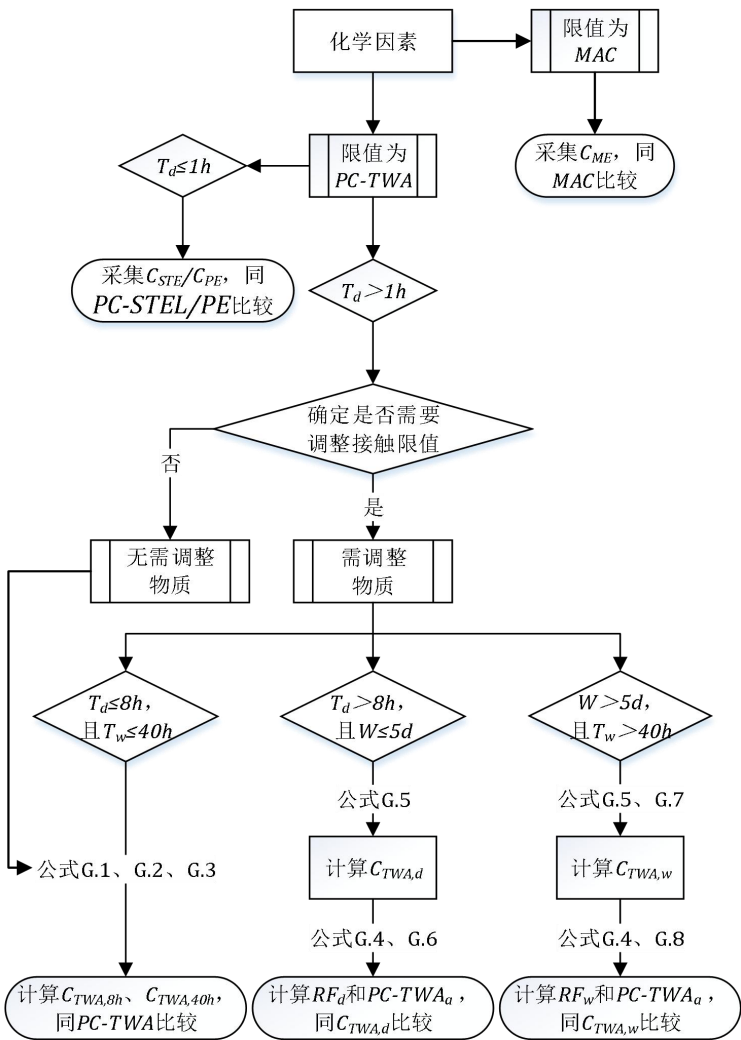 化学因素
限值为
MAC
限值为
PC-TWA
T_d≤1h
采集C_ME，同
MAC比较
采集C_STE/C_PE，同
PC-STEL/PE比较
T_d＞1h
确定是否需要
调整接触限值
否
是
无需调整
物质
需调整
物质
T_d≤8h，
且T_w≤40h
T_d＞8h，
且W≤5d
W＞5d，
且T_w＞40h
公式G.5
公式G.5、G.7
公式G.1、G.2、G.3
计算C_TWA,d
计算C_TWA,w
公式G.4、G.6
公式G.4、G.8
计算C_TWA,8h、C_TWA,40h，
同PC-TWA比较
计算RF_d和PC-TWA_a，
同C_TWA,d比较
计算RF_w和PC-TWA_a，
同C_TWA,w比较